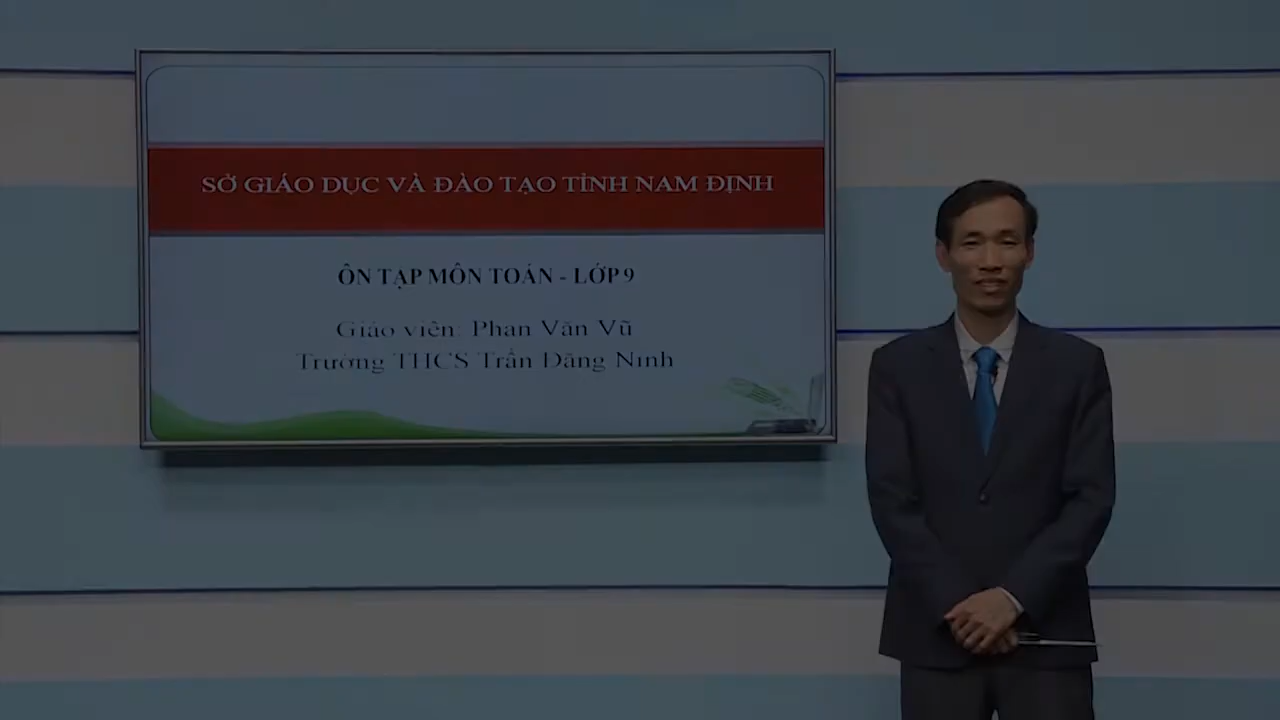 SỞ GIÁO DỤC VÀ ĐÀO TẠO TỈNH NAM ĐỊNH
ÔN TẬP MÔN TOÁN - LỚP 9
Giáo viên: Phan Văn Vũ
Trường THCS Trần Đăng Ninh